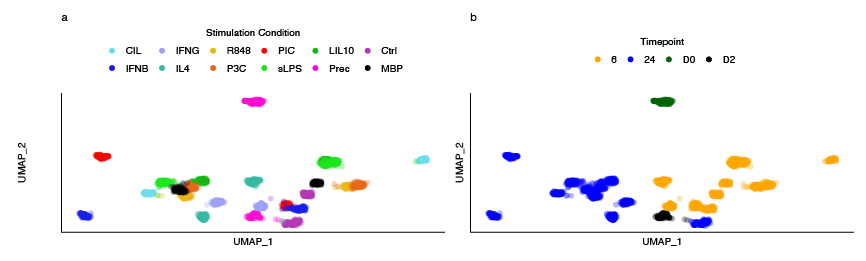 a
Stimulation Condition
CIL IFNG R848 PIC LIL10 Ctrl
IFNB IL4 P3C sLPS Prec MBP
UMAP_2
UMAP_1
b
Timepoint
6 24 D0 D2
UMAP_2
UMAP_1